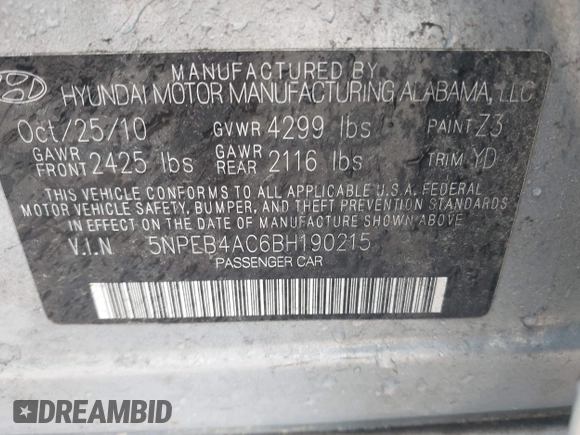 MANUFACTURED BY
HYUNDAI MOTOR MANUFACTURING ALABAMA, LLC
Oct/25/10 GVWR 4299 lbs PAINT Z3
GAWR FRONT 2425 lbs GAWR REAR 2116 lbs TRIM YD
THIS VEHICLE CONFORMS TO ALL APPLICABLE U.S.A. FEDERAL
MOTOR VEHICLE SAFETY, BUMPER, AND THEFT PREVENTION STANDARDS
IN EFFECT ON THE DATE OF MANUFACTURE SHOWN ABOVE.
V.I.N 5NPEB4AC6BH190215
PASSENGER CAR
DREAMBID